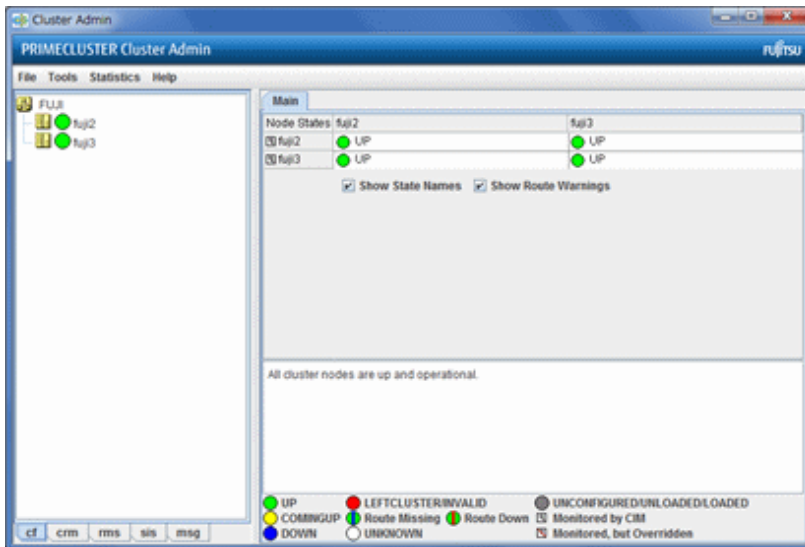 Cluster Admin
PRIMECLUSTER Cluster Admin
FUJITSU
File Tools Statistics Help
FUJI
fuji2
fuji3
Main
Node States fuji2 fuji3
fuji2 UP UP
fuji3 UP UP
Show State Names Show Route Warnings
All cluster nodes are up and operational.
UP LEFTCLUSTER/INVALID UNCONFIGURED/UNLOADED/LOADED
COMINGUP Route Missing Route Down Monitored by CIM
DOWN UNKNOWN Monitored, but Overridden
cf crm rms sis msg